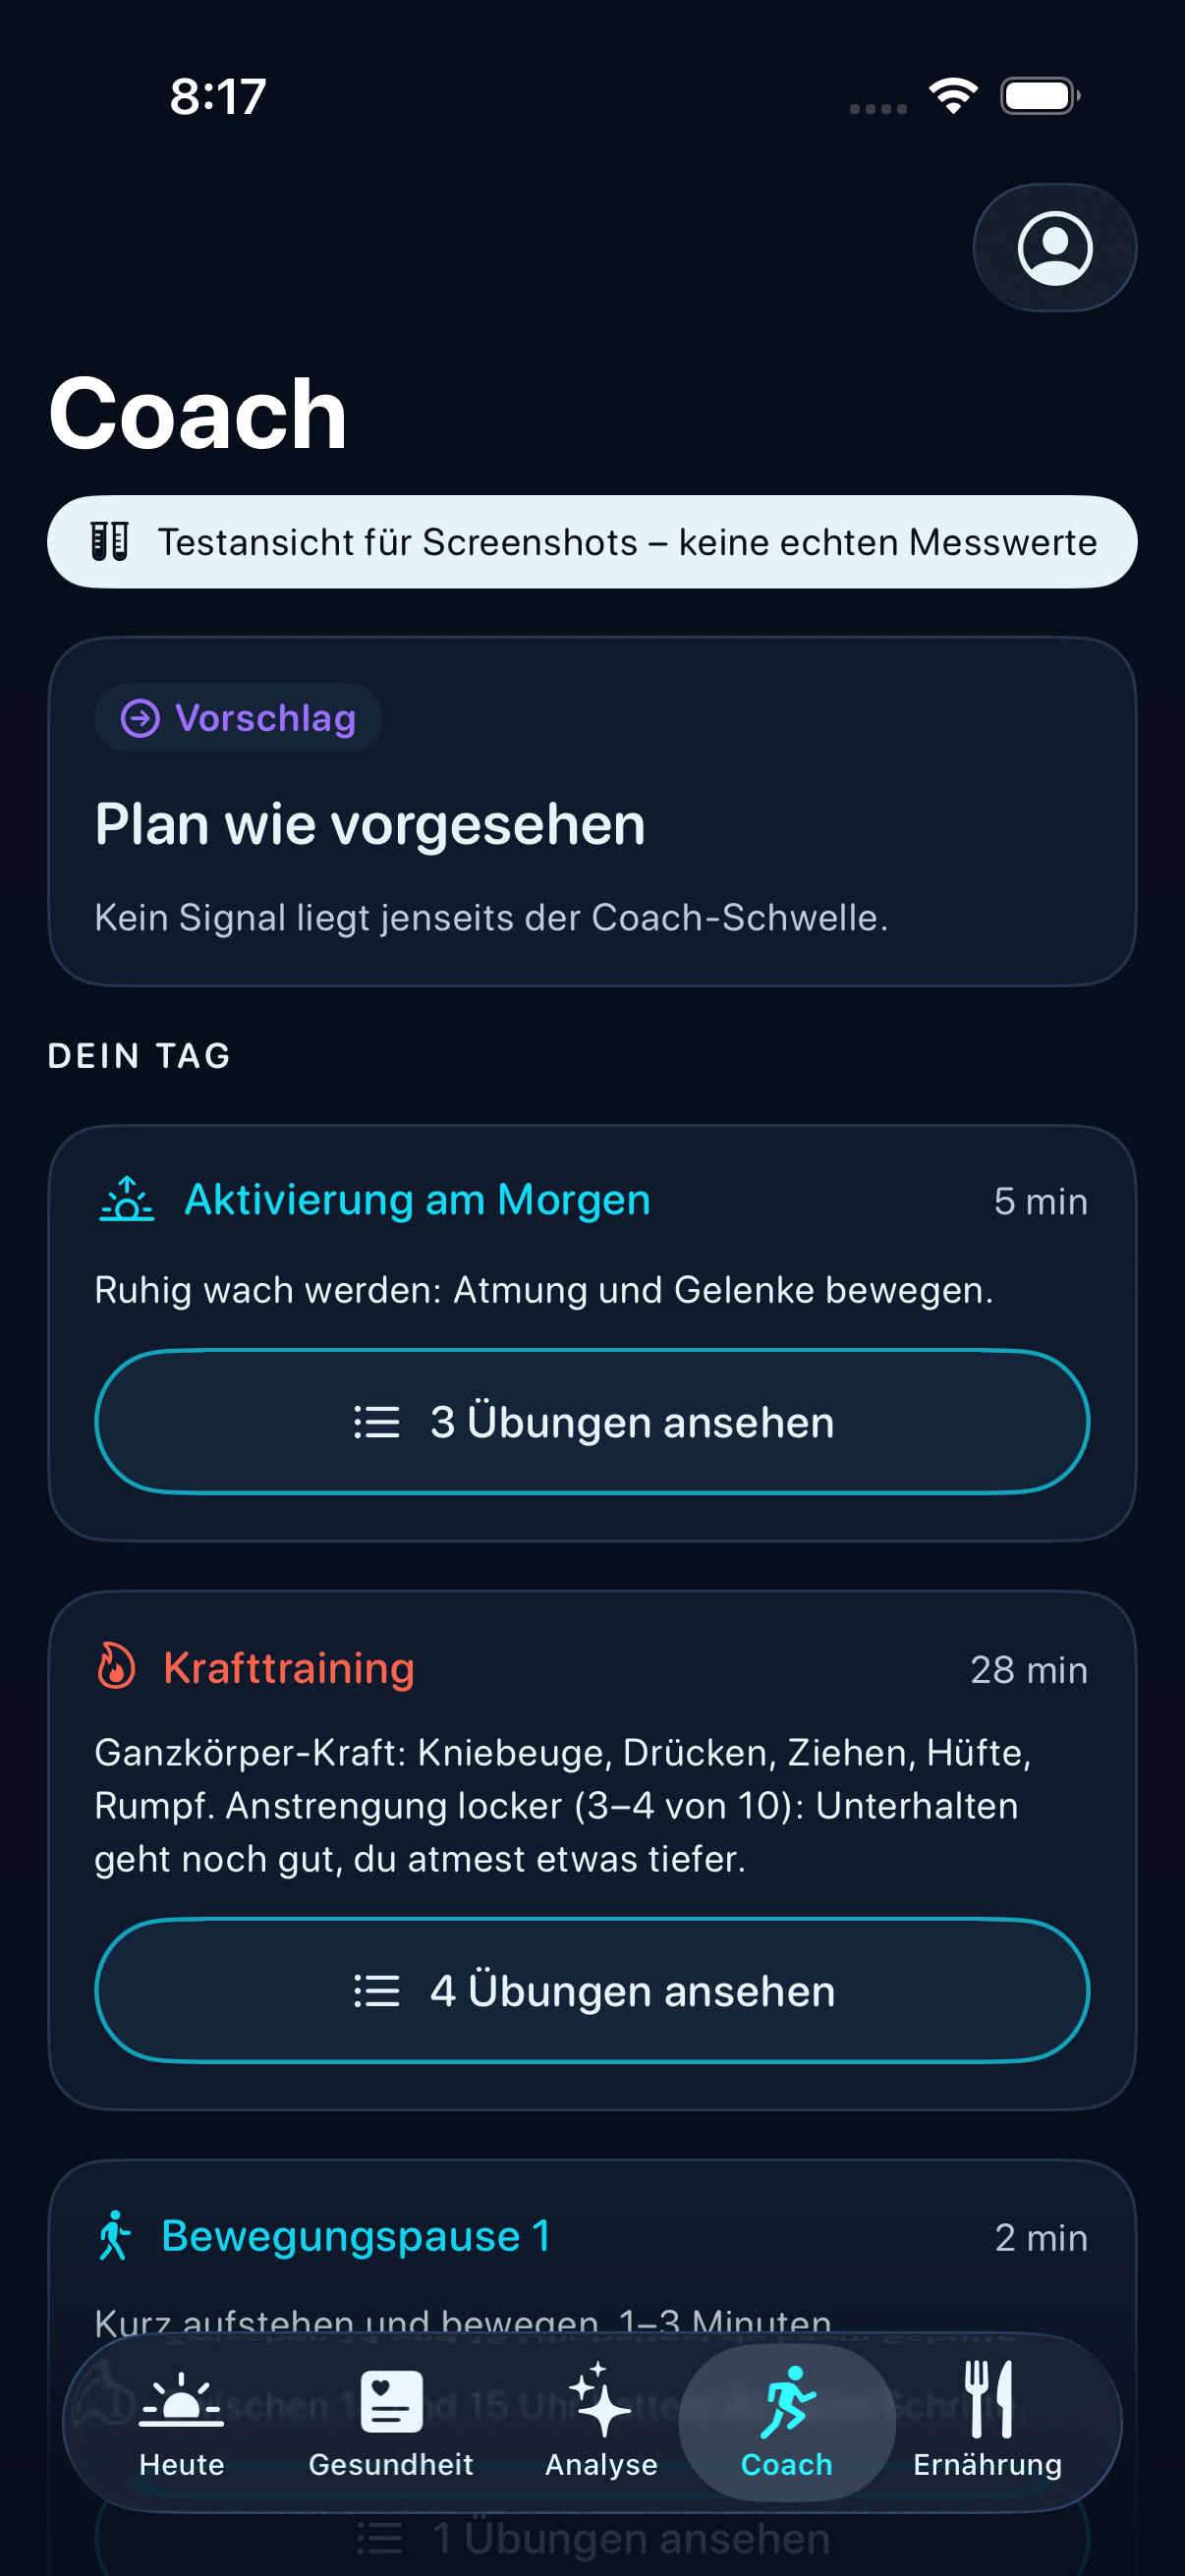 8:17
Coach
Testansicht für Screenshots – keine echten Messwerte
Vorschlag
Plan wie vorgesehen
Kein Signal liegt jenseits der Coach-Schwelle.
DEIN TAG
Aktivierung am Morgen
5 min
Ruhig wach werden: Atmung und Gelenke bewegen.
3 Übungen ansehen
Krafttraining
28 min
Ganzkörper-Kraft: Kniebeuge, Drücken, Ziehen, Hüfte,
Rumpf. Anstrengung locker (3–4 von 10): Unterhalten
geht noch gut, du atmest etwas tiefer.
4 Übungen ansehen
Bewegungspause 1
2 min
Kurz aufstehen und bewegen, 1–3 Minuten
Heute
Gesundheit
Analyse
Coach
Ernährung
1 Übungen ansehen